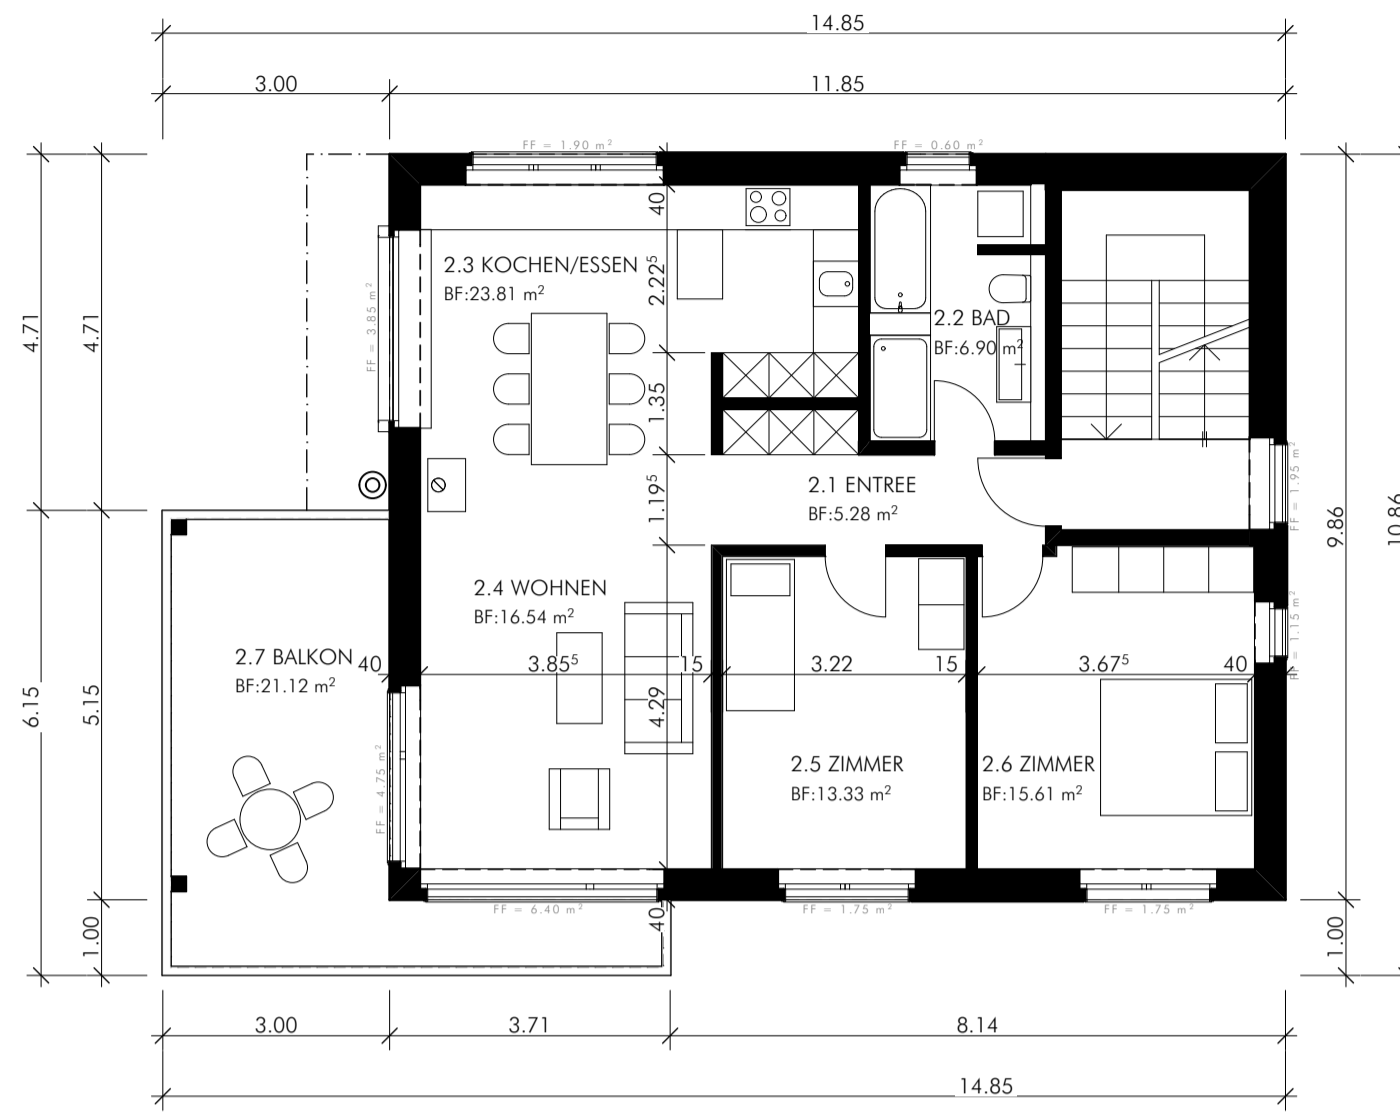 14.85
3.00
11.85
FF = 1.90 m²
FF = 0.60 m²
40
2.3 KOCHEN/ESSEN
BF:23.81 m²
2.22⁵
FF = 3.85 m²
4.71
4.71
2.2 BAD
BF:6.90 m²
1.35
2.1 ENTREE
BF:5.28 m²
1.19⁵
FF = 1.95 m²
9.86
10.86
2.4 WOHNEN
BF:16.54 m²
FF = 1.15 m²
2.7 BALKON
BF:21.12 m²
40
3.85⁵
15
3.22
15
3.67⁵
40
6.15
5.15
4.29
2.5 ZIMMER
BF:13.33 m²
2.6 ZIMMER
BF:15.61 m²
FF = 4.75 m²
FF = 6.40 m²
40
FF = 1.75 m²
FF = 1.75 m²
1.00
1.00
3.00
3.71
8.14
14.85